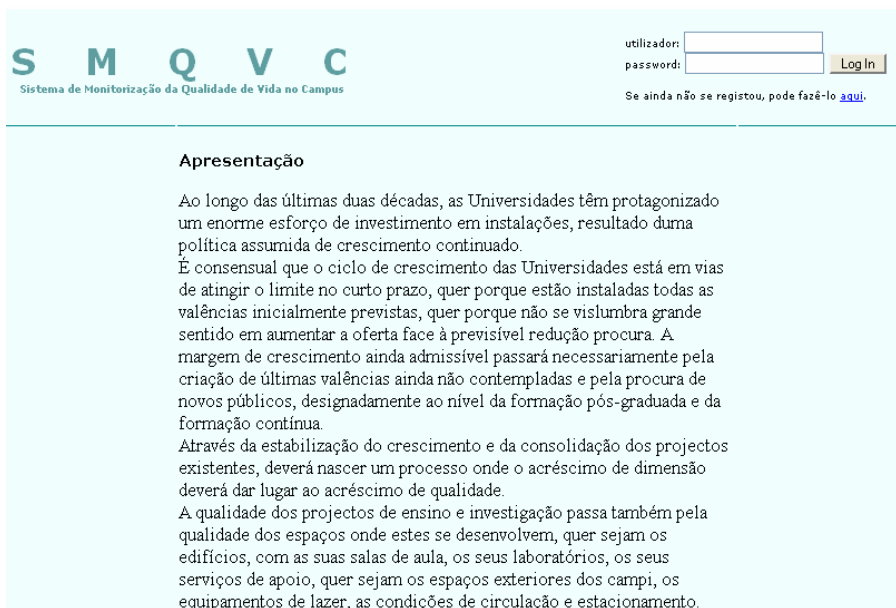 S M Q V C
Sistema de Monitorização da Qualidade de Vida no Campus
utilizador:
password:
Log In
Se ainda não se registou, pode fazê-lo aqui.
Apresentação
Ao longo das últimas duas décadas, as Universidades têm protagonizado
um enorme esforço de investimento em instalações, resultado duma
política assumida de crescimento continuado.
É consensual que o ciclo de crescimento das Universidades está em vias
de atingir o limite no curto prazo, quer porque estão instaladas todas as
valências inicialmente previstas, quer porque não se vislumbra grande
sentido em aumentar a oferta face à previsível redução procura. A
margem de crescimento ainda admissível passará necessariamente pela
criação de últimas valências ainda não contempladas e pela procura de
novos públicos, designadamente ao nível da formação pós-graduada e da
formação contínua.
Através da estabilização do crescimento e da consolidação dos projectos
existentes, deverá nascer um processo onde o acréscimo de dimensão
deverá dar lugar ao acréscimo de qualidade.
A qualidade dos projectos de ensino e investigação passa também pela
qualidade dos espaços onde estes se desenvolvem, quer sejam os
edifícios, com as suas salas de aula, os seus laboratórios, os seus
serviços de apoio, quer sejam os espaços exteriores dos campi, os
equipamentos de lazer, as condições de circulação e estacionamento.